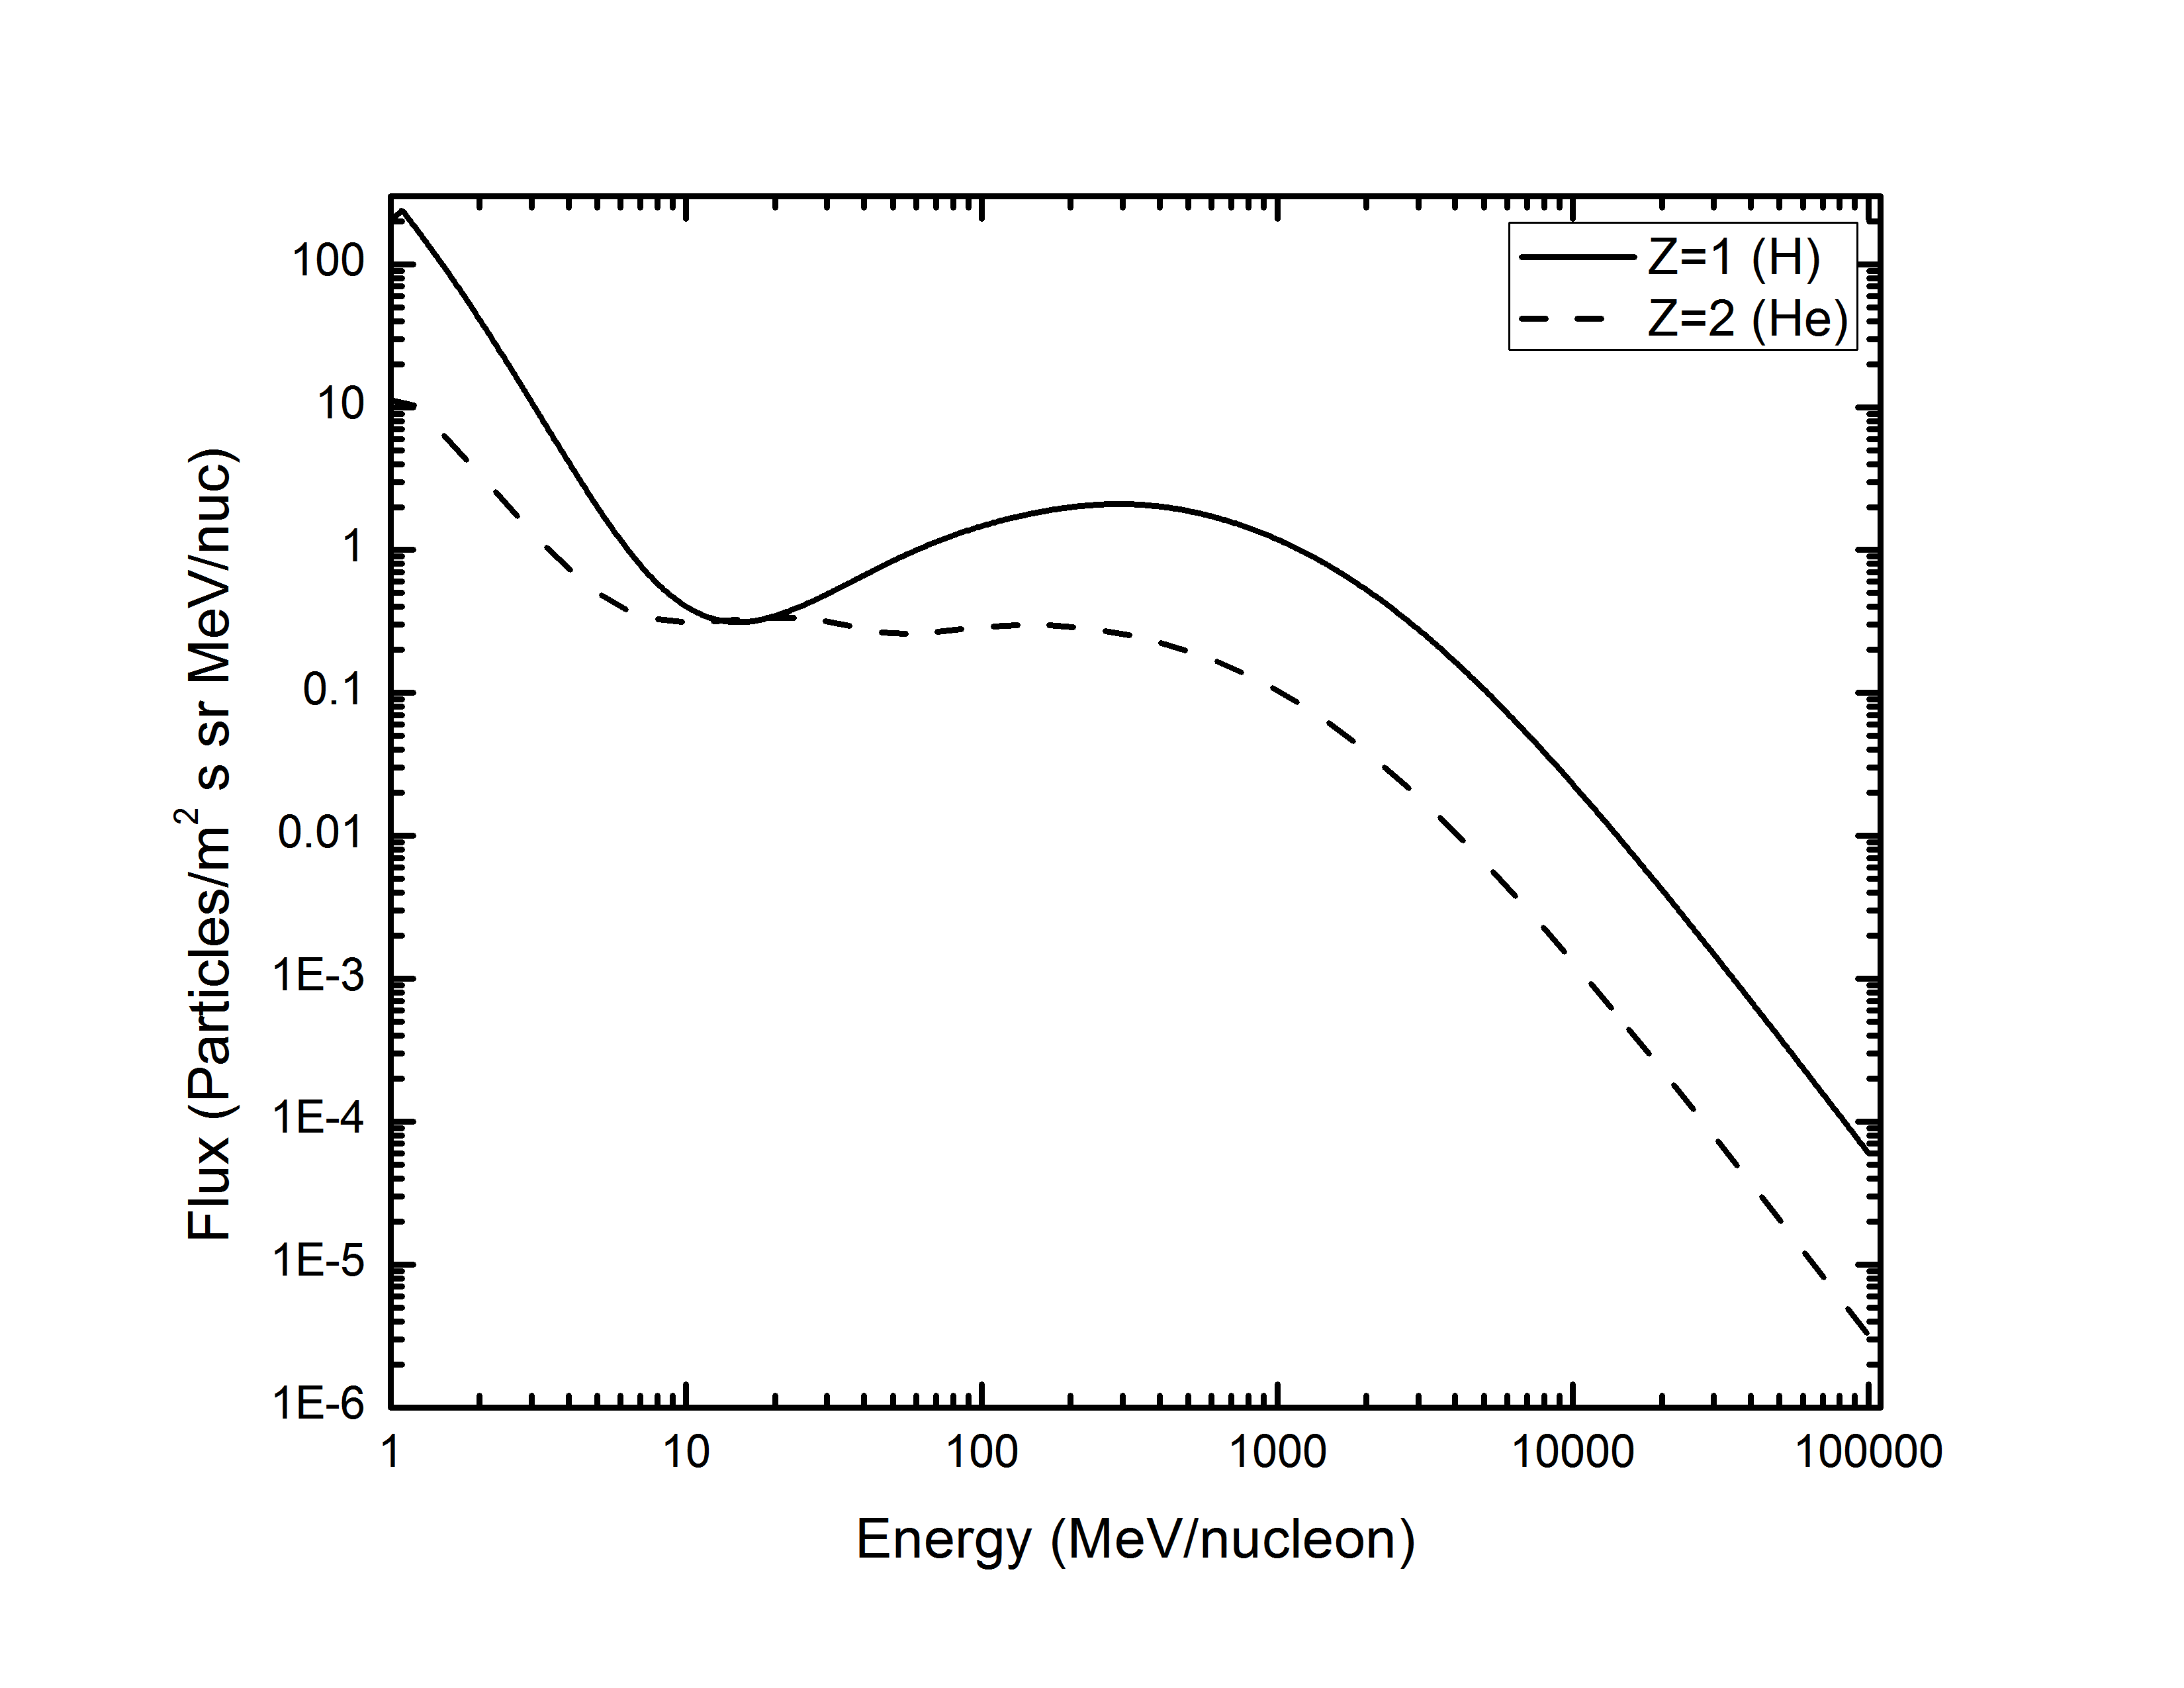 Z=1 (H)
Z=2 (He)
100
10
1
0.1
0.01
1E-3
1E-4
1E-5
1E-6
Flux (Particles/m² s sr MeV/nuc)
1 10 100 1000 10000 100000
Energy (MeV/nucleon)